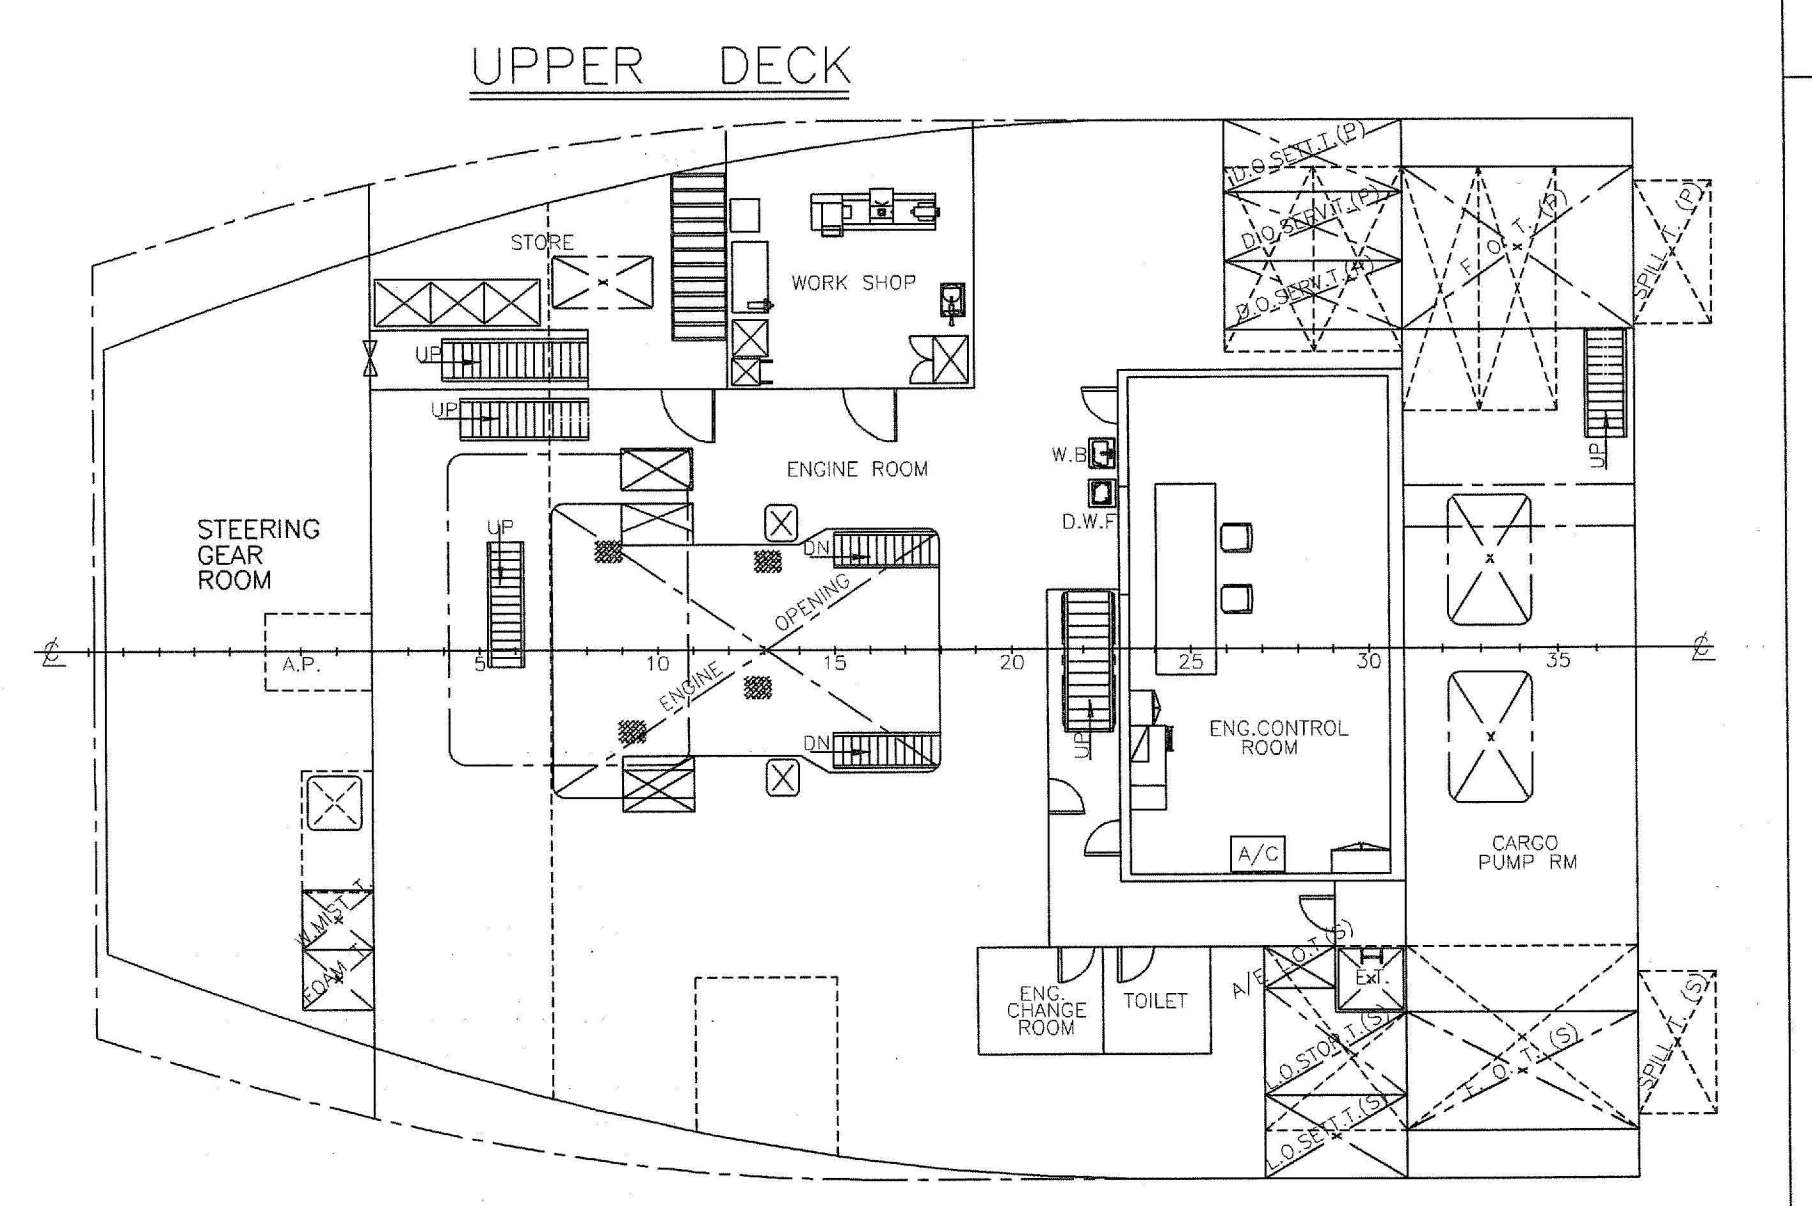 UPPER DECK
D.O.SETT.T.(P)
STORE
D.O.SERV.T.(P)
F. O. T. (P)
SPILL T. (P)
WORK SHOP
D.O.SERV.T.(A)
UP
UP
UP
W.B
ENGINE ROOM
D.W.F
STEERING
GEAR
ROOM
UP
DN
OPENING
ENGINE
A.P.
5
10
15
20
25
30
35
DN
UP
ENG.CONTROL
ROOM
A/C
CARGO
PUMP RM
W.MIST T.
FOAM T.
A/E L.O.T.(S)
EXT.
ENG.
CHANGE
ROOM
TOILET
L.O.STOR.T.(S)
F. O. T. (S)
SPILL T. (S)
L.O.SETT.T.(S)